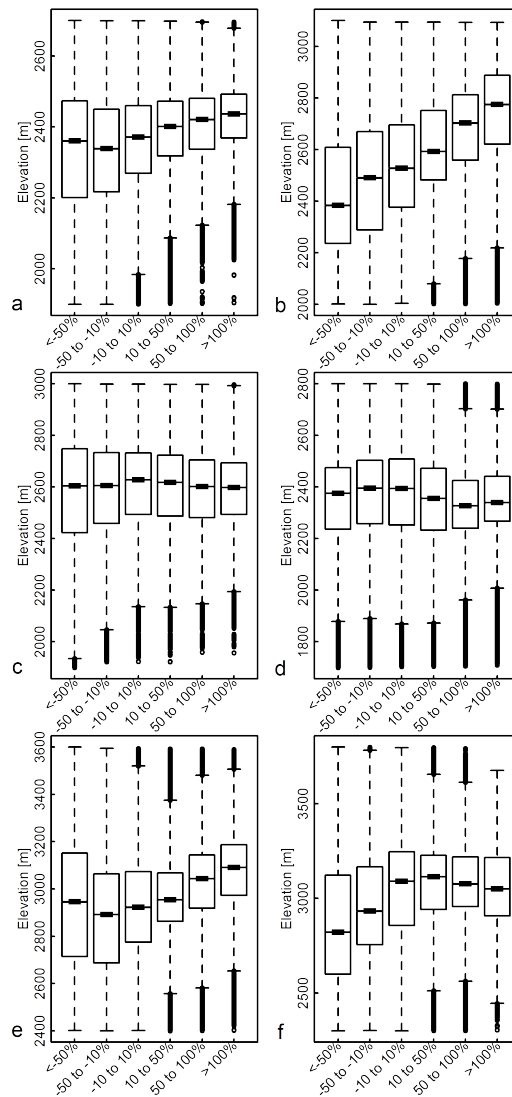 Elevation [m]
2000 2200 2400 2600
a
<-50%
-50 to -10%
-10 to 10%
10 to 50%
50 to 100%
>100%
Elevation [m]
2000 2200 2400 2600 2800 3000
b
<-50%
-50 to -10%
-10 to 10%
10 to 50%
50 to 100%
>100%
Elevation [m]
2000 2200 2400 2600 2800 3000
c
<-50%
-50 to -10%
-10 to 10%
10 to 50%
50 to 100%
>100%
Elevation [m]
1800 2000 2200 2400 2600 2800
d
<-50%
-50 to -10%
-10 to 10%
10 to 50%
50 to 100%
>100%
Elevation [m]
2400 2600 2800 3000 3200 3400 3600
e
<-50%
-50 to -10%
-10 to 10%
10 to 50%
50 to 100%
>100%
Elevation [m]
2500 3000 3500
f
<-50%
-50 to -10%
-10 to 10%
10 to 50%
50 to 100%
>100%